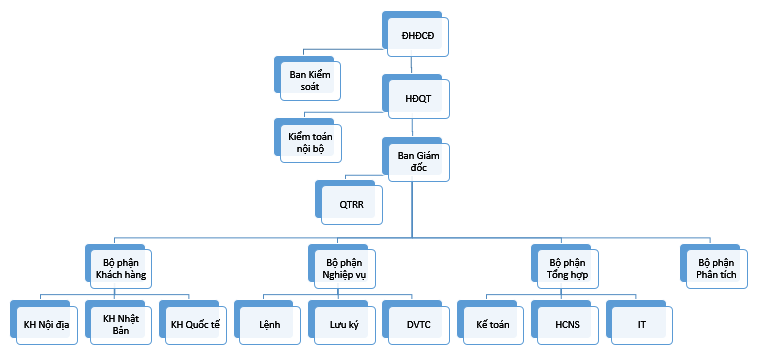 ĐHĐCĐ
Ban Kiểm
soát
HĐQT
Kiểm toán
nội bộ
Ban Giám
đốc
QTRR
Bộ phận
Khách hàng
Bộ phận
Nghiệp vụ
Bộ phận
Tổng hợp
Bộ phận
Phân tích
KH Nội địa
KH Nhật
Bản
KH Quốc tế
Lệnh
Lưu ký
DVTC
Kế toán
HCNS
IT